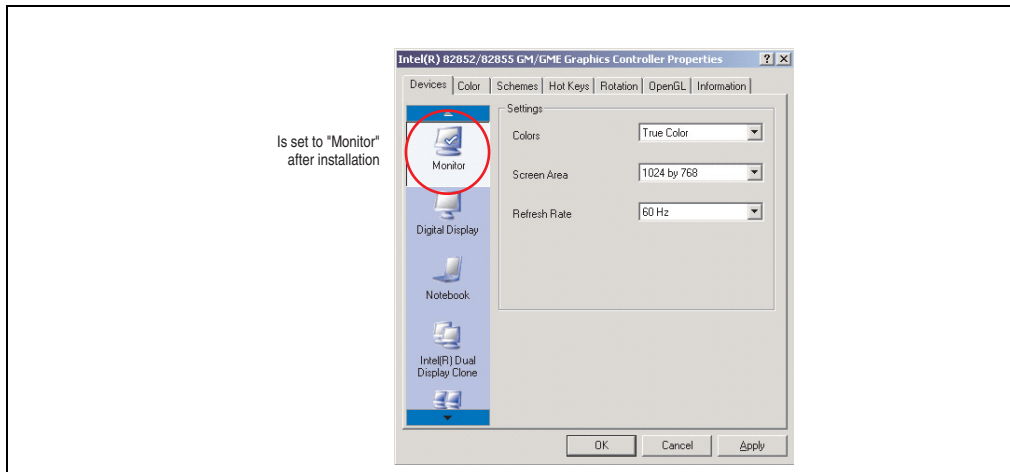 Intel(R) 82852/82855 GM/GME Graphics Controller Properties
Devices Color Schemes Hot Keys Rotation OpenGL Information
Is set to "Monitor"
after installation
Monitor
Digital Display
Notebook
Intel(R) Dual
Display Clone
Settings
Colors True Color
Screen Area 1024 by 768
Refresh Rate 60 Hz
OK Cancel Apply